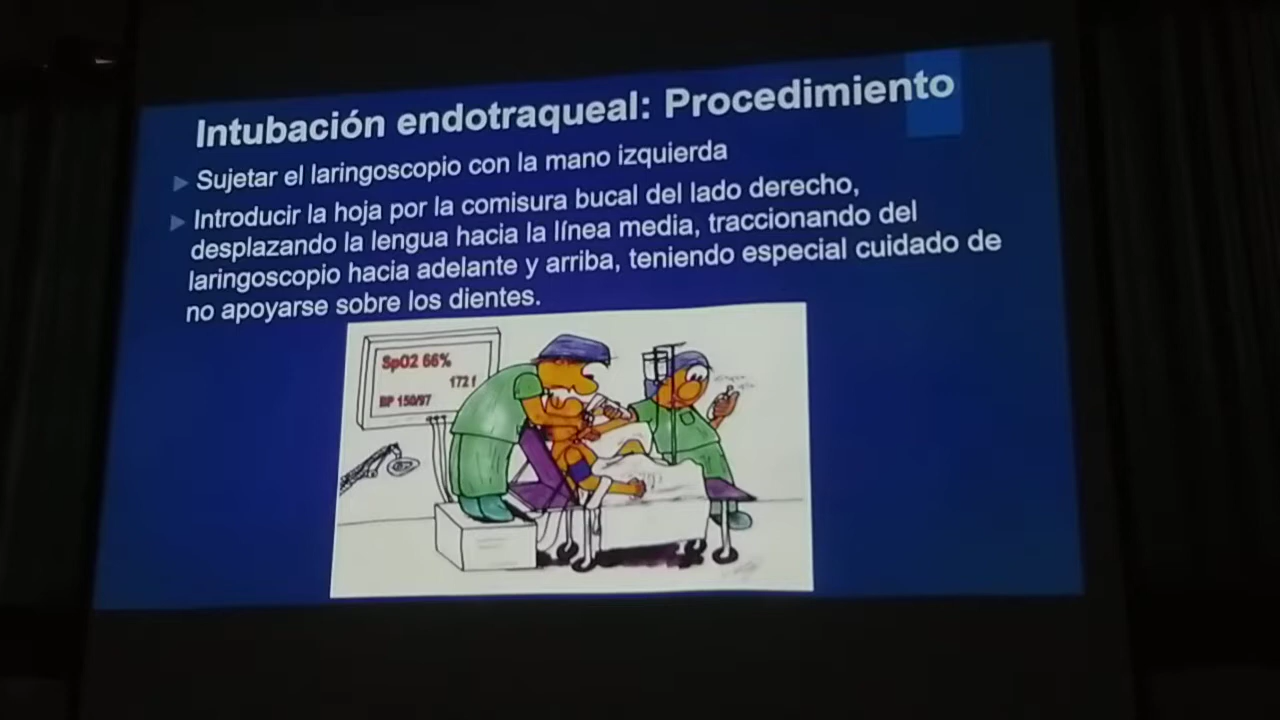 Intubación endotraqueal: Procedimiento
Sujetar el laringoscopio con la mano izquierda
Introducir la hoja por la comisura bucal del lado derecho,
desplazando la lengua hacia la línea media, traccionando del
laringoscopio hacia adelante y arriba, teniendo especial cuidado de
no apoyarse sobre los dientes.
SpO2 66%
172 f
BP 150/97